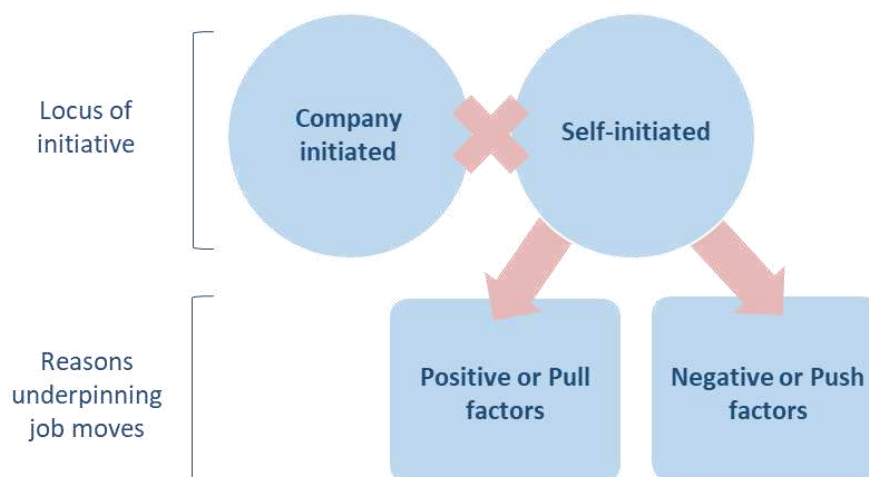 Locus of
initiative
Company
initiated
Self-initiated
Reasons
underpinning
job moves
Positive or Pull
factors
Negative or Push
factors